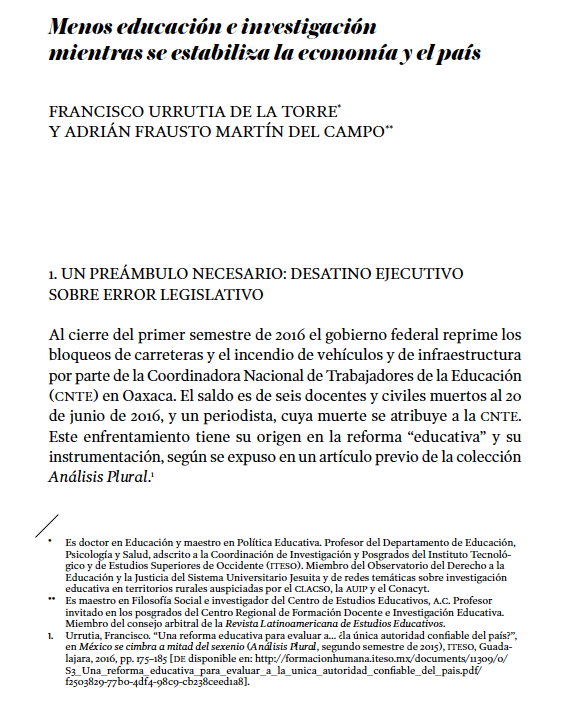 Menos educación e investigación
mientras se estabiliza la economía y el país
FRANCISCO URRUTIA DE LA TORRE*
Y ADRIÁN FRAUSTO MARTÍN DEL CAMPO**
1. UN PREÁMBULO NECESARIO: DESATINO EJECUTIVO
SOBRE ERROR LEGISLATIVO
Al cierre del primer semestre de 2016 el gobierno federal reprime los
bloqueos de carreteras y el incendio de vehículos y de infraestructura
por parte de la Coordinadora Nacional de Trabajadores de la Educación
(CNTE) en Oaxaca. El saldo es de seis docentes y civiles muertos al 20
de junio de 2016, y un periodista, cuya muerte se atribuye a la CNTE.
Este enfrentamiento tiene su origen en la reforma “educativa” y su
instrumentación, según se expuso en un artículo previo de la colección
Análisis Plural.¹
* Es doctor en Educación y maestro en Política Educativa. Profesor del Departamento de Educación,
Psicología y Salud, adscrito a la Coordinación de Investigación y Posgrados del Instituto Tecnoló-
gico y de Estudios Superiores de Occidente (ITESO). Miembro del Observatorio del Derecho a la
Educación y la Justicia del Sistema Universitario Jesuita y de redes temáticas sobre investigación
educativa en territorios rurales auspiciadas por el CLACSO, la AUIP y el Conacyt.
** Es maestro en Filosofía Social e investigador del Centro de Estudios Educativos, A.C. Profesor
invitado en los posgrados del Centro Regional de Formación Docente e Investigación Educativa.
Miembro del consejo arbitral de la Revista Latinoamericana de Estudios Educativos.
1. Urrutia, Francisco. “Una reforma educativa para evaluar a... ¿la única autoridad confiable del país?”,
en México se cimbra a mitad del sexenio (Análisis Plural, segundo semestre de 2015), ITESO, Guada-
lajara, 2016, pp. 175–185 [DE disponible en: http://formacionhumana.iteso.mx/documents/11309/0/
S3_Una_reforma_educativa_para_evaluar_a_la_unica_autoridad_confiable_del_pais.pdf/
f2503829-77b0-4df4-98c9-cb238ceed1a8].